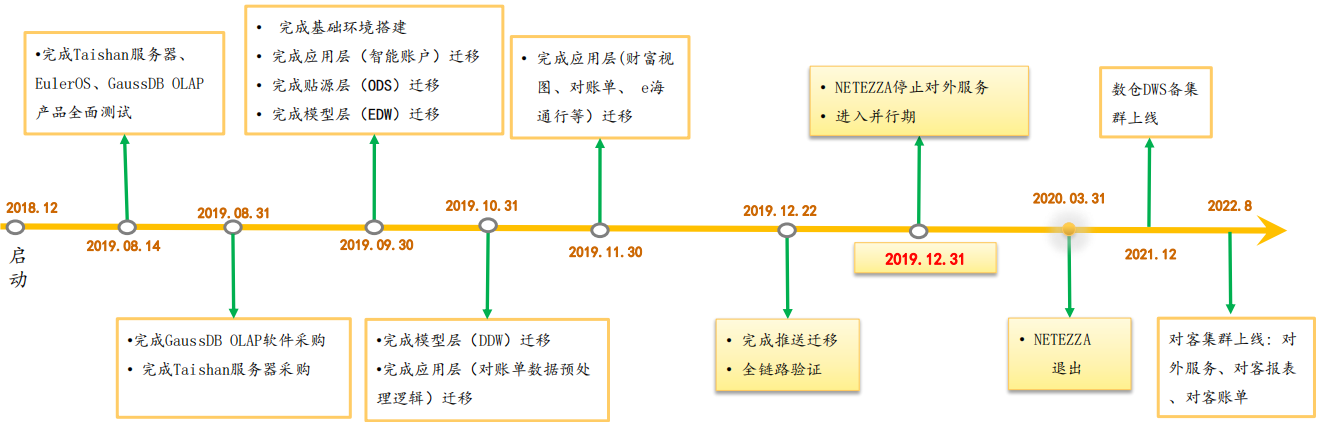 •完成Taishan服务器、
EulerOS、GaussDB OLAP
产品全面测试
• 完成基础环境搭建
• 完成应用层（智能账户）迁移
• 完成贴源层（ODS）迁移
• 完成模型层（EDW）迁移
• 完成应用层(财富视
图、对账单、 e海
通行等）迁移
• NETEZZA停止对外服务
• 进入并行期
数仓DWS备集
群上线
2018.12
2019.08.14
2019.08.31
2019.09.30
2019.10.31
2019.11.30
2019.12.22
2019.12.31
2020.03.31
2021.12
2022.8
启
动
•完成GaussDB OLAP软件采购
• 完成Taishan服务器采购
•完成模型层（DDW）迁移
•完成应用层（对账单数据预处
理逻辑）迁移
• 完成推送迁移
• 全链路验证
• NETEZZA
退出
对客集群上线：对
外服务、对客报表
、对客账单